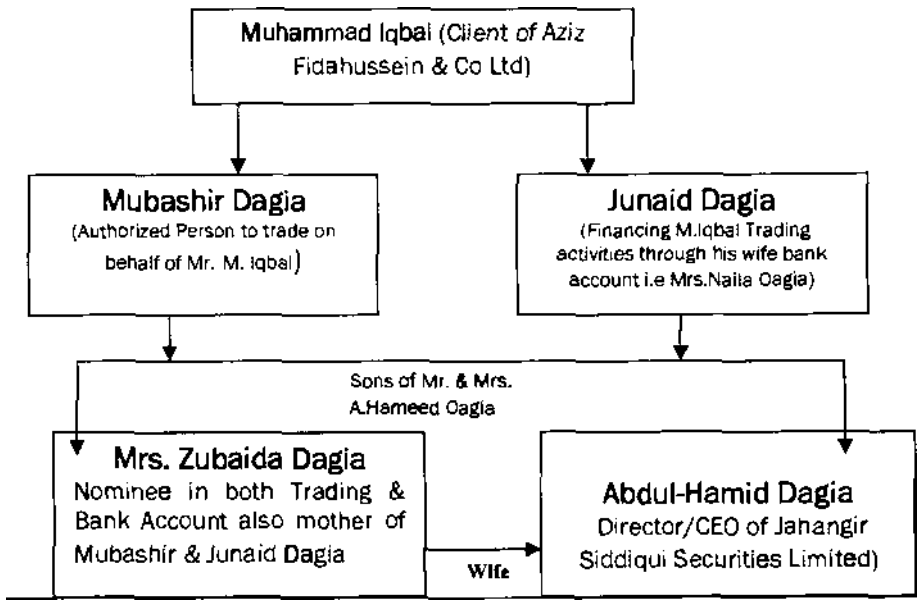 Muhammad Iqbal (Client of Aziz
Fidahussein & Co Ltd)
Mubashir Dagia
(Authorized Person to trade on
behalf of Mr. M. Iqbal)
Junaid Dagia
(Financing M.Iqbal Trading
activities through his wife bank
account i.e Mrs.Naila Dagia)
Sons of Mr. & Mrs.
A.Hameed Dagia
Mrs. Zubaida Dagia
Nominee in both Trading &
Bank Account also mother of
Mubashir & Junaid Dagia
Wife
Abdul-Hamid Dagia
Director/CEO of Jahangir
Siddiqui Securities Limited)